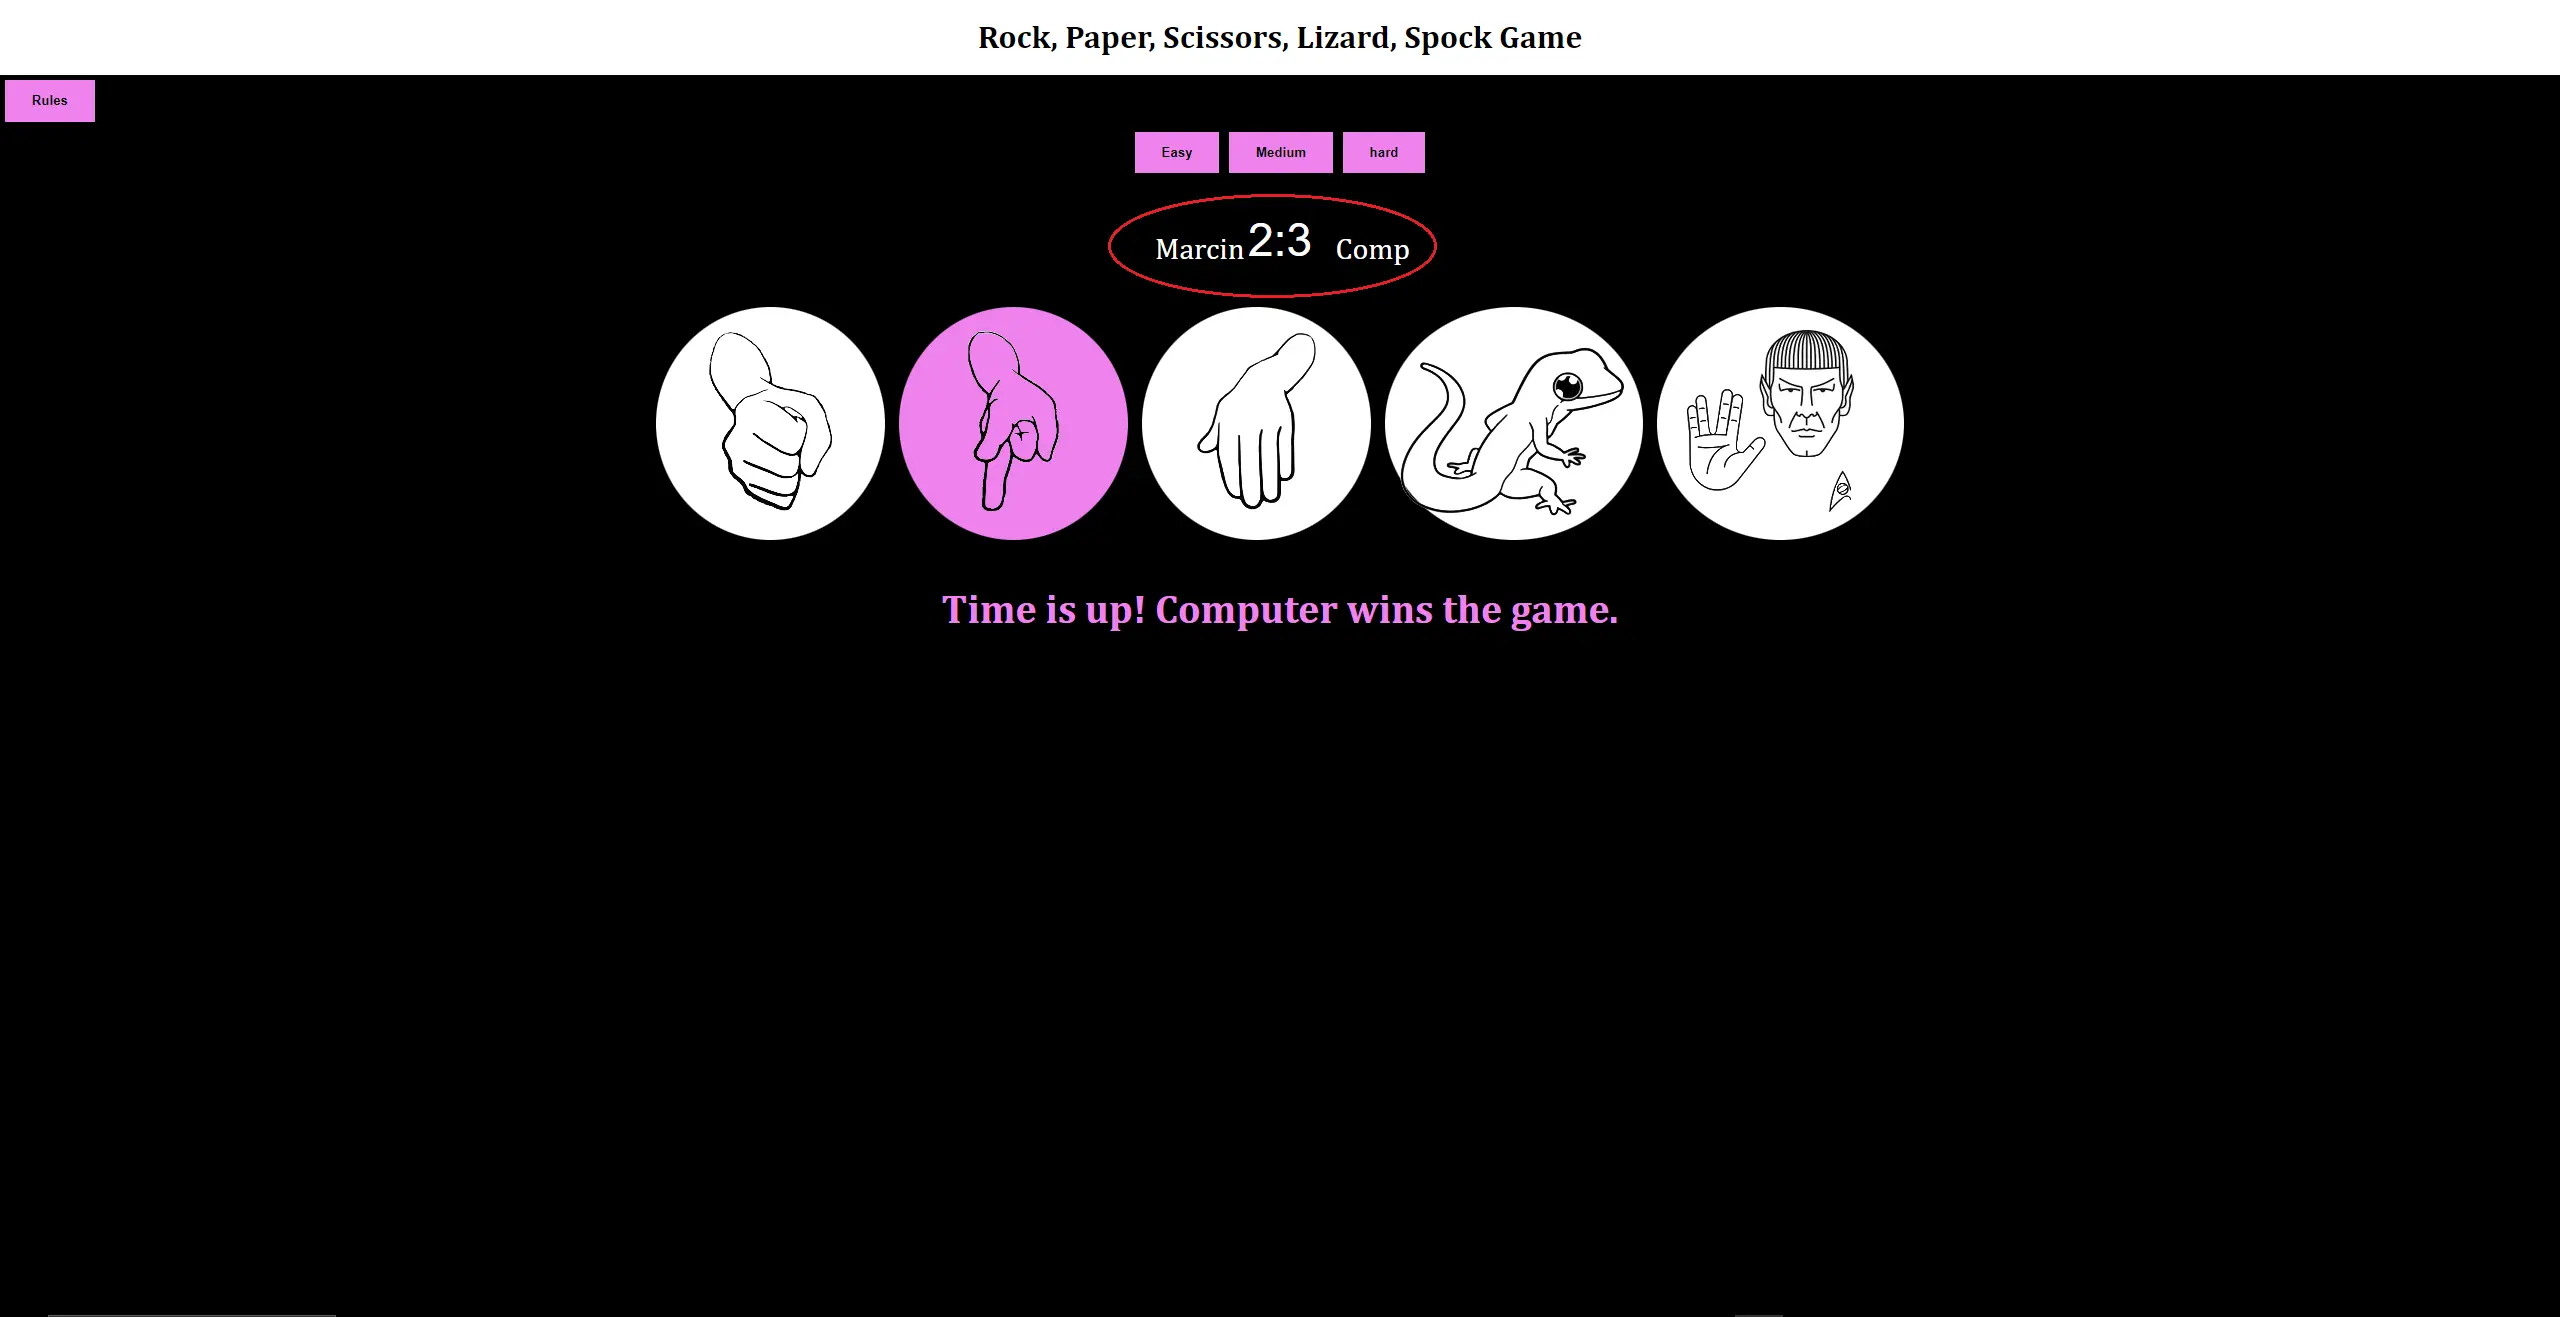 Rock, Paper, Scissors, Lizard, Spock Game
Rules
Easy Medium hard
Marcin 2:3 Comp
Time is up! Computer wins the game.